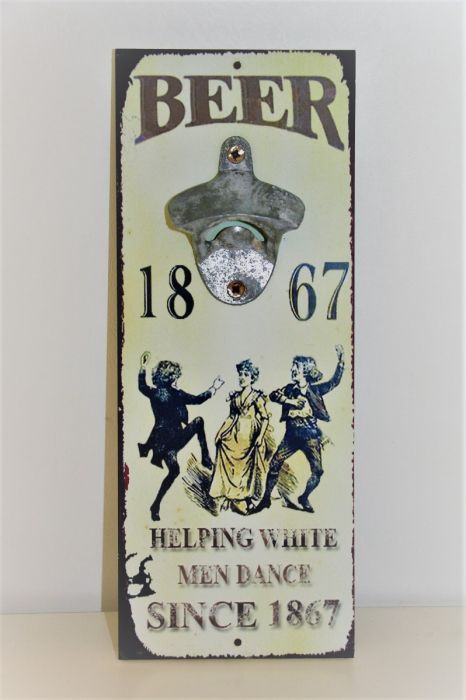 BEER
18 67
HELPING WHITE
MEN DANCE
SINCE 1867